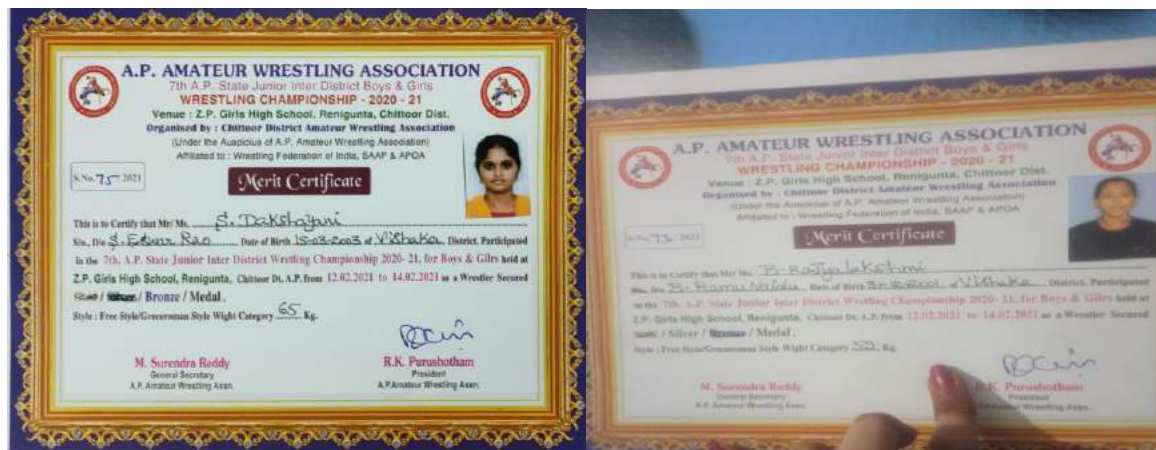 A.P. AMATEUR WRESTLING ASSOCIATION
7th A.P. State Junior Inter District Boys & Girls
WRESTLING CHAMPIONSHIP - 2020 - 21
Venue : Z.P. Girls High School, Renigunta, Chittoor Dist.
Organised by : Chittoor District Amateur Wrestling Association
(Under the Auspicius of A.P. Amateur Wrestling Association)
Affiliated to : Wrestling Federation of India, SAAP & APOA
S.No. 75 2021
Merit Certificate
This is to Certify that Mr/ Ms. S. Dakshayani
S/o., D/o S. Eswar Rao Date of Birth 15-03-2003 of Vishaka District. Participated
in the 7th. A.P. State Junior Inter District Wrestling Championship 2020- 21, for Boys & Gilrs held at
Z.P. Girls High School, Renigunta, Chittoor Dt. A.P. from 12.02.2021 to 14.02.2021 as a Wrestler Secured
/ Bronze / Medal.
Style : Free Style/Grecoroman Style Wight Category 65 Kg.
M. Surendra Reddy
General Secretary
A.P. Amateur Wrestling Assn.
R.K. Purushotham
President
A.P.Amateur Wrestling Assn.
A.P. AMATEUR WRESTLING ASSOCIATION
7th A.P. State Junior Inter District Boys & Girls
WRESTLING CHAMPIONSHIP - 2020 - 21
Venue : Z.P. Girls High School, Renigunta, Chittoor Dist.
Organised by : Chittoor District Amateur Wrestling Association
(Under the Auspicius of A.P. Amateur Wrestling Association)
Affiliated to : Wrestling Federation of India, SAAP & APOA
S.No. 73 2021
Merit Certificate
This is to Certify that Mr/ Ms. B. Rajyalakshmi
S/o., D/o B. Ramu Naidu Date of Birth of Vishaka District. Participated
in the 7th. A.P. State Junior Inter District Wrestling Championship 2020- 21, for Boys & Gilrs held at
Z.P. Girls High School, Renigunta, Chittoor Dt. A.P. from 12.02.2021 to 14.02.2021 as a Wrestler Secured
/ Silver / Bronze / Medal.
Style : Free Style/Grecoroman Style Wight Category Kg.
M. Surendra Reddy
General Secretary
A.P. Amateur Wrestling Assn.
R.K. Purushotham
President
A.P.Amateur Wrestling Assn.